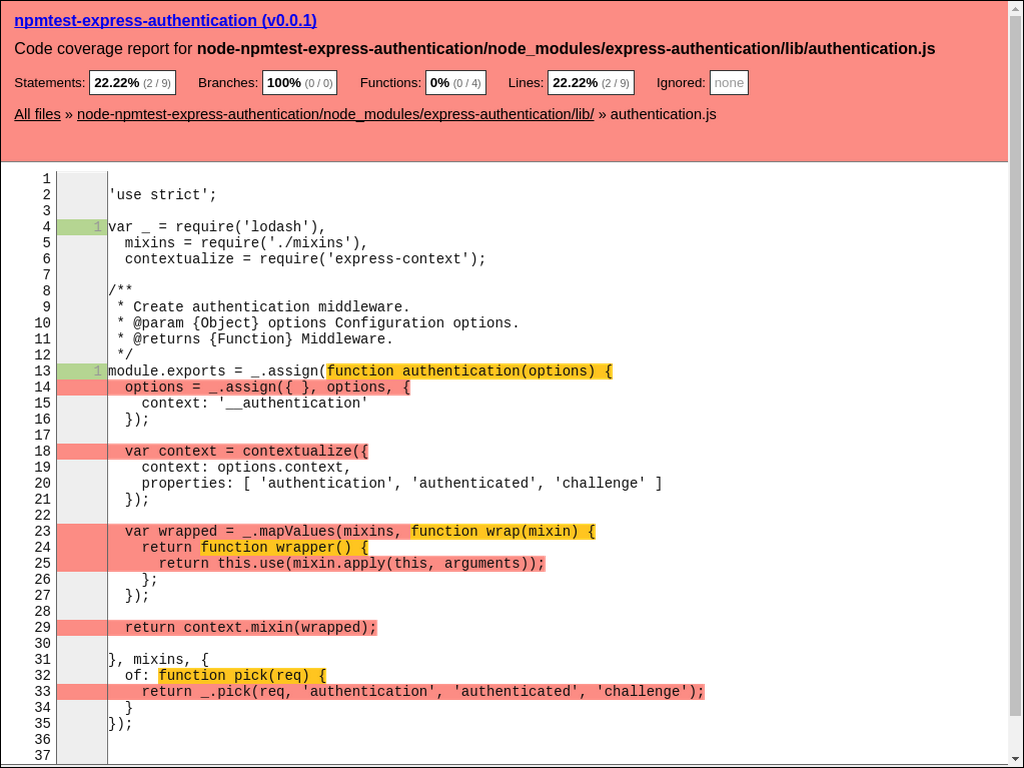 npmtest-express-authentication (v0.0.1)
Code coverage report for node-npmtest-express-authentication/node_modules/express-authentication/lib/authentication.js
Statements: 22.22% (2 / 9) Branches: 100% (0 / 0) Functions: 0% (0 / 4) Lines: 22.22% (2 / 9) Ignored: none
All files » node-npmtest-express-authentication/node_modules/express-authentication/lib/ » authentication.js
1
2 'use strict';
3
4 1 var _ = require('lodash'),
5   mixins = require('./mixins'),
6   contextualize = require('express-context');
7
8 /**
9  * Create authentication middleware.
10  * @param {Object} options Configuration options.
11  * @returns {Function} Middleware.
12  */
13 1 module.exports = _.assign(function authentication(options) {
14   options = _.assign({ }, options, {
15     context: '__authentication'
16   });
17
18   var context = contextualize({
19     context: options.context,
20     properties: [ 'authentication', 'authenticated', 'challenge' ]
21   });
22
23   var wrapped = _.mapValues(mixins, function wrap(mixin) {
24     return function wrapper() {
25       return this.use(mixin.apply(this, arguments));
26     };
27   });
28
29   return context.mixin(wrapped);
30
31 }, mixins, {
32   of: function pick(req) {
33     return _.pick(req, 'authentication', 'authenticated', 'challenge');
34   }
35 });
36
37